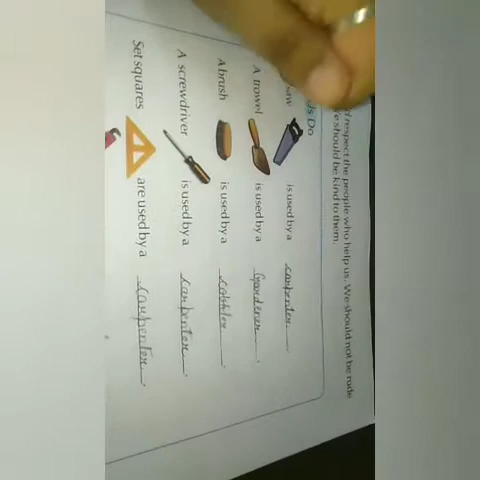 respect the people who help us. We should not be rude
We should be kind to them.
Do
saw is used by a carpenter.
A trowel is used by a Gardener.
A brush is used by a cobbler.
A screwdriver is used by a carpenter.
Set squares are used by a carpenter.